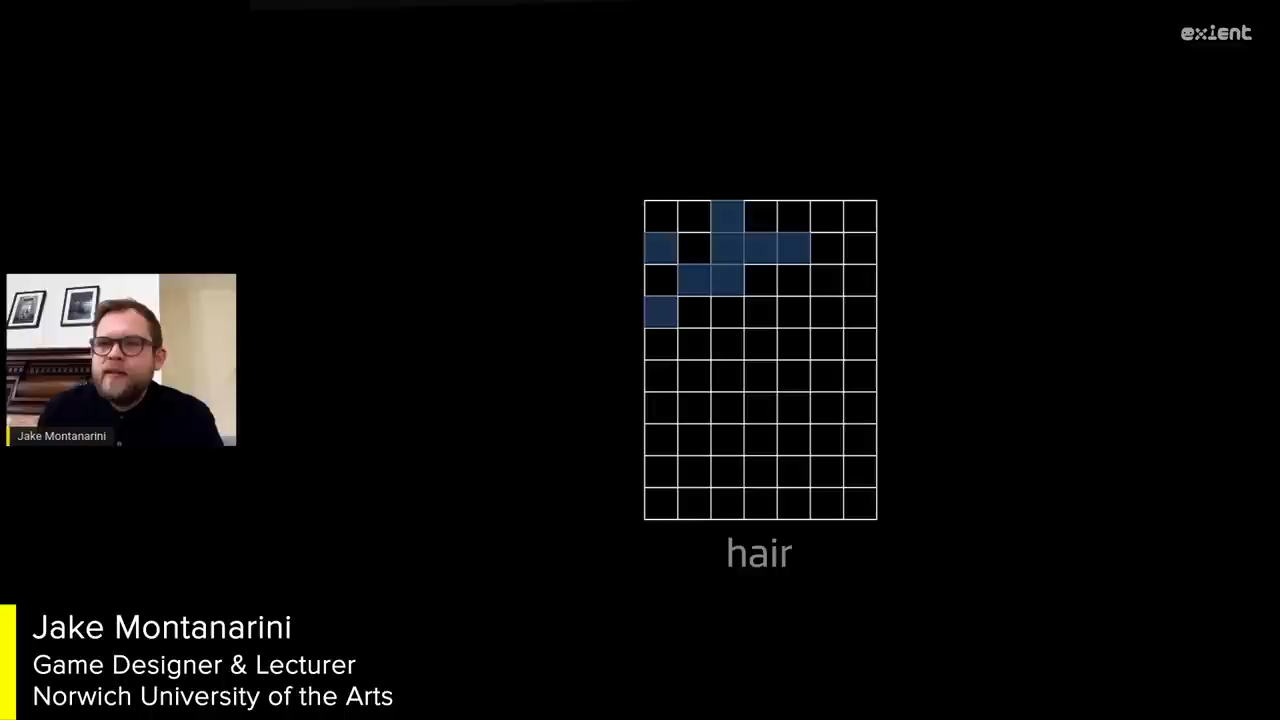 exient
hair
Jake Montanarini
Jake Montanarini
Game Designer & Lecturer
Norwich University of the Arts